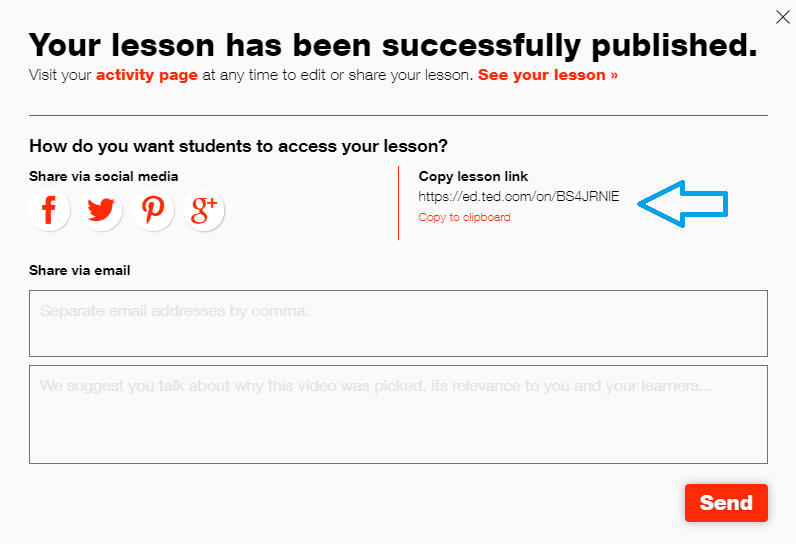 Your lesson has been successfully published.
Visit your activity page at any time to edit or share your lesson. See your lesson »
How do you want students to access your lesson?
Share via social media
Copy lesson link
https://ed.ted.com/on/BS4JRNIE
Copy to clipboard
Share via email
Separate email addresses by comma.
We suggest you talk about why this video was picked, its relevance to you and your learners...
Send